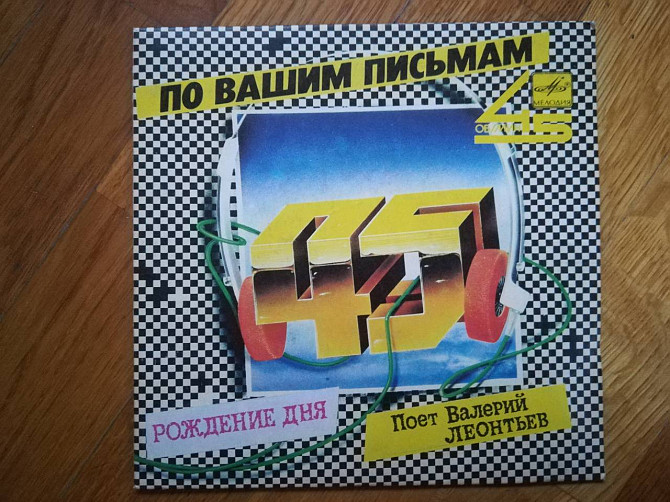 ПО ВАШИМ ПИСЬМАМ
45
МЕЛОДИЯ
45
РОЖДЕНИЕ ДНЯ
Поет Валерий
ЛЕОНТЬЕВ